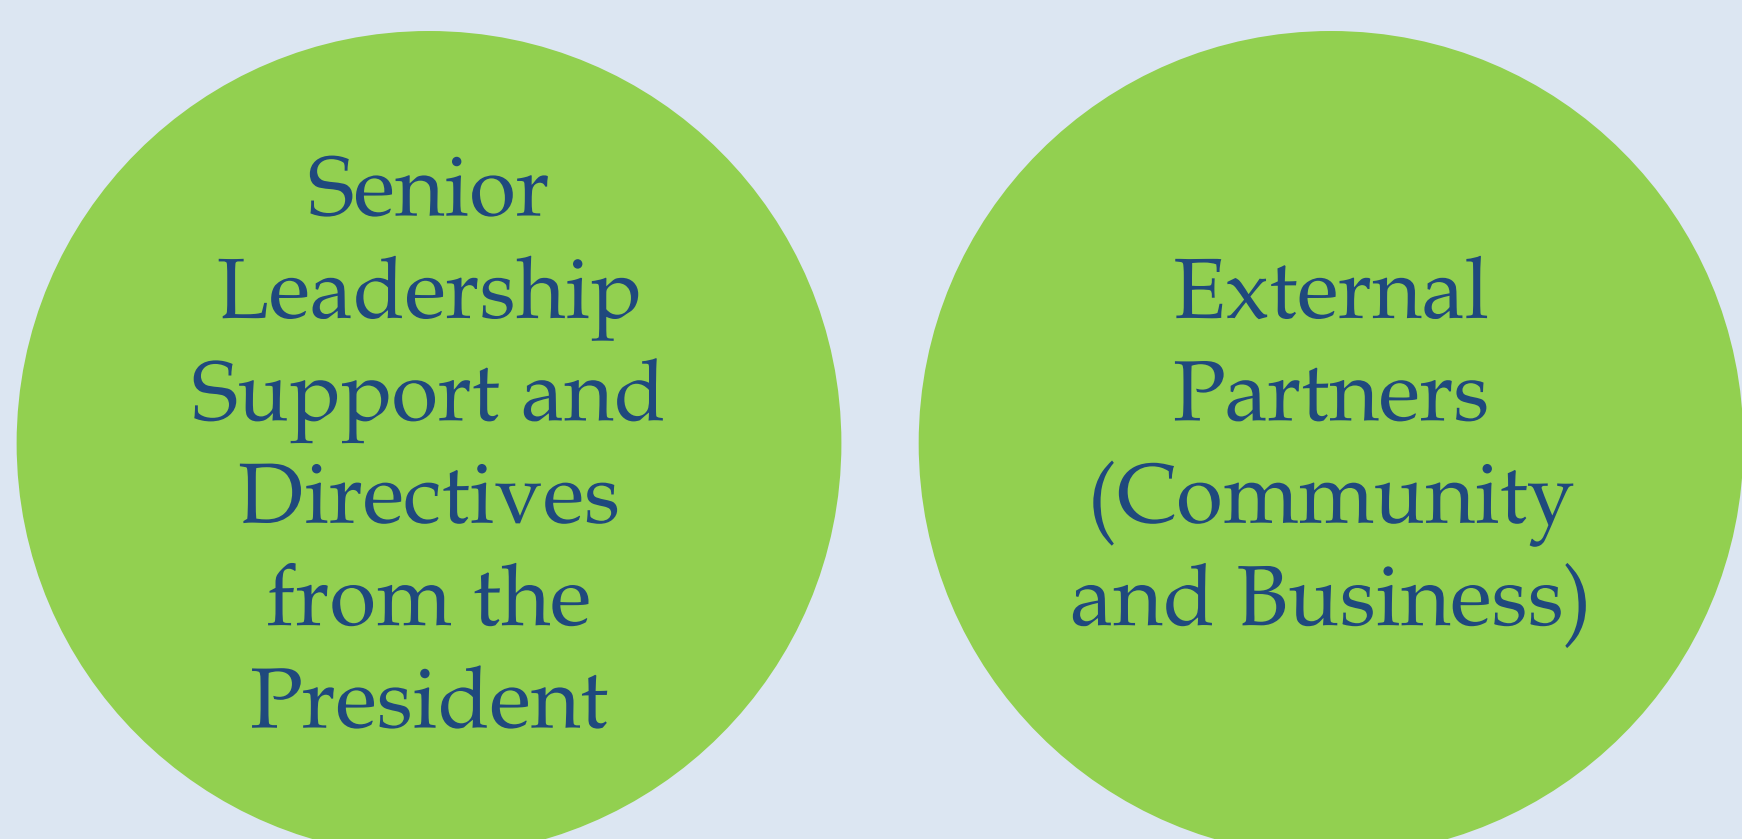 Senior
Leadership
Support and
Directives
from the
President
External
Partners
(Community
and Business)